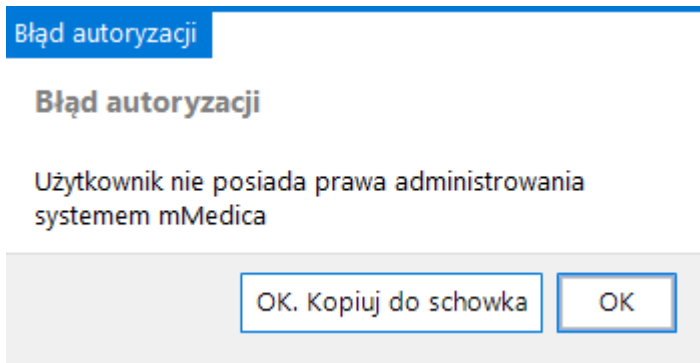 Błąd autoryzacji
Błąd autoryzacji
Użytkownik nie posiada prawa administrowania
systemem mMedica
OK. Kopiuj do schowka
OK